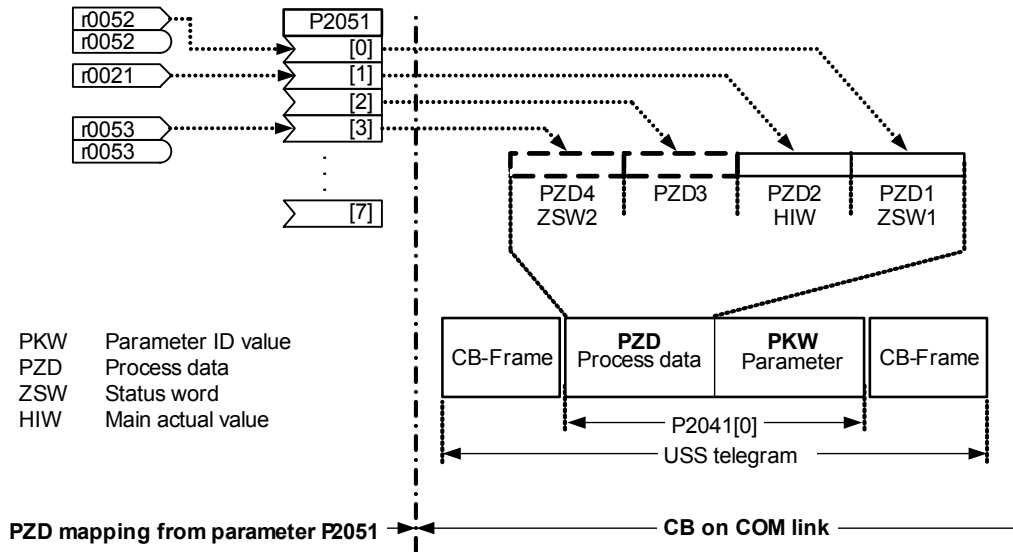 r0052
r0052
r0021
r0053
r0053
P2051
[0]
[1]
[2]
[3]
[7]
PZD4
ZSW2
PZD3
PZD2
HIW
PZD1
ZSW1
PKW Parameter ID value
PZD Process data
ZSW Status word
HIW Main actual value
CB-Frame
PZD
Process data
PKW
Parameter
CB-Frame
P2041[0]
USS telegram
PZD mapping from parameter P2051
CB on COM link